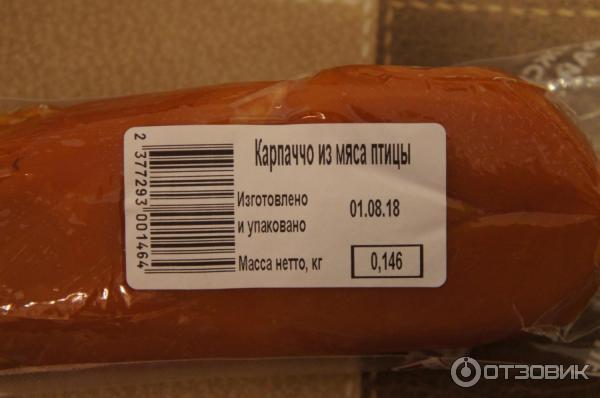 Карпаччо из мяса птицы
Изготовлено
и упаковано
01.08.18
Масса нетто, кг
0,146
2 377293 001464
ОТЗОВИК